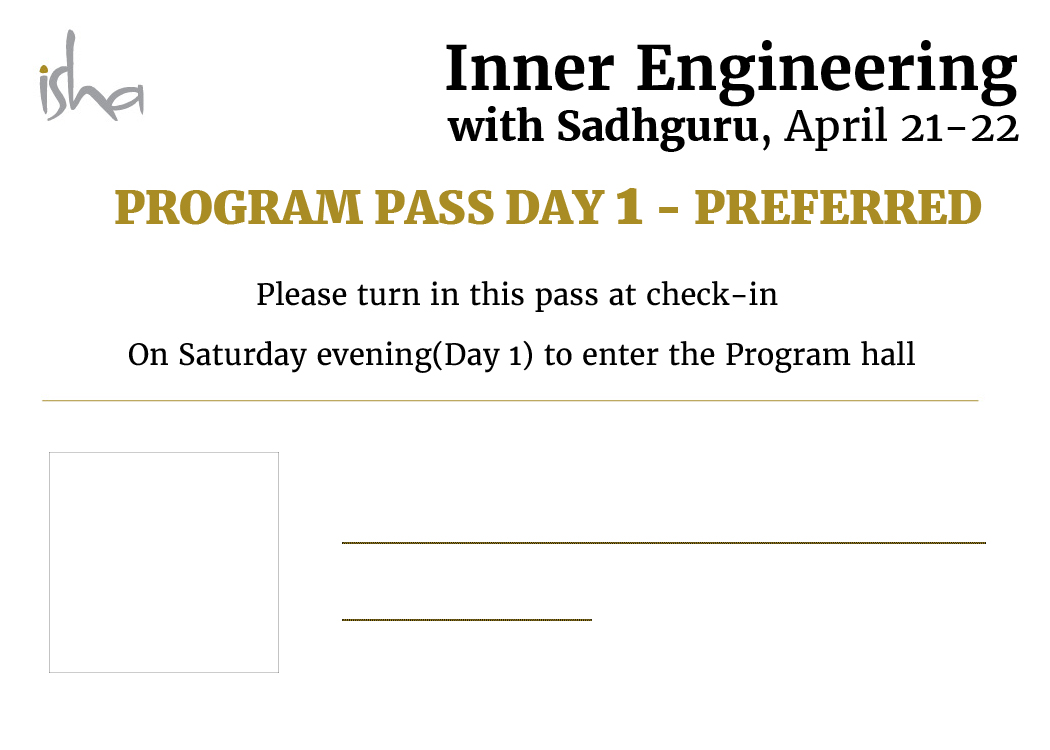 isha
Inner Engineering
with Sadhguru, April 21-22
PROGRAM PASS DAY 1 - PREFERRED
Please turn in this pass at check-in
On Saturday evening(Day 1) to enter the Program hall